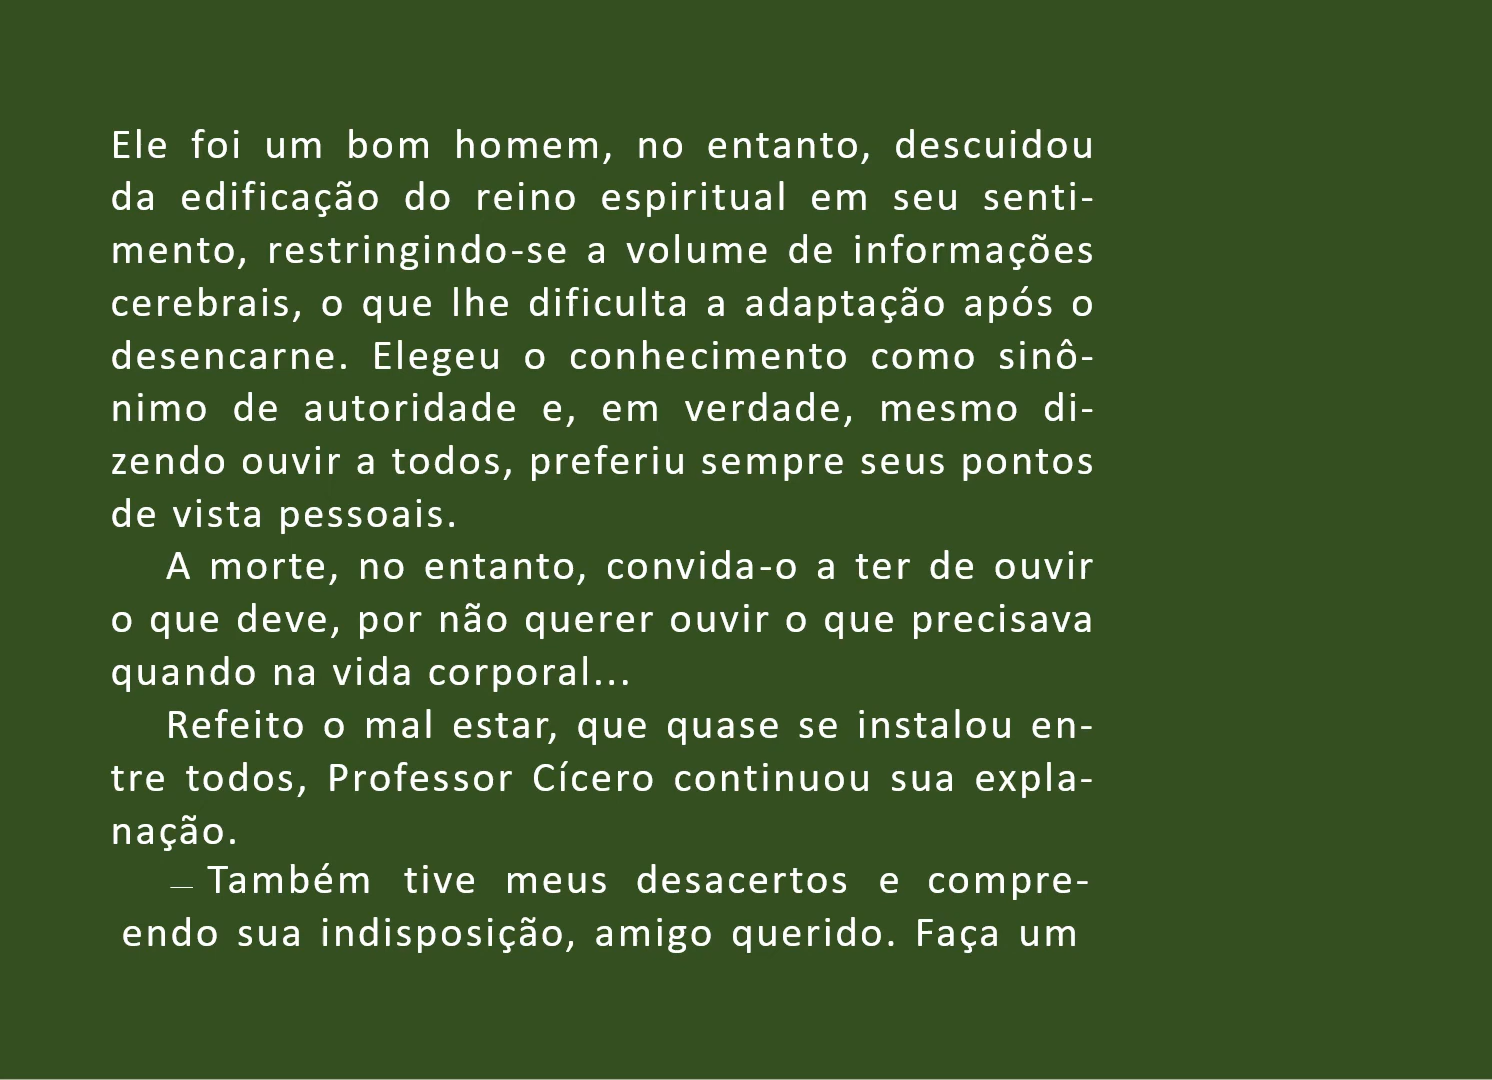 Ele foi um bom homem, no entanto, descuidou
da edificação do reino espiritual em seu senti-
mento, restringindo-se a volume de informações
cerebrais, o que lhe dificulta a adaptação após o
desencarne. Elegeu o conhecimento como sinô-
nimo de autoridade e, em verdade, mesmo di-
zendo ouvir a todos, preferiu sempre seus pontos
de vista pessoais.
A morte, no entanto, convida-o a ter de ouvir
o que deve, por não querer ouvir o que precisava
quando na vida corporal...
Refeito o mal estar, que quase se instalou en-
tre todos, Professor Cícero continuou sua expla-
nação.
— Também tive meus desacertos e compre-
endo sua indisposição, amigo querido. Faça um